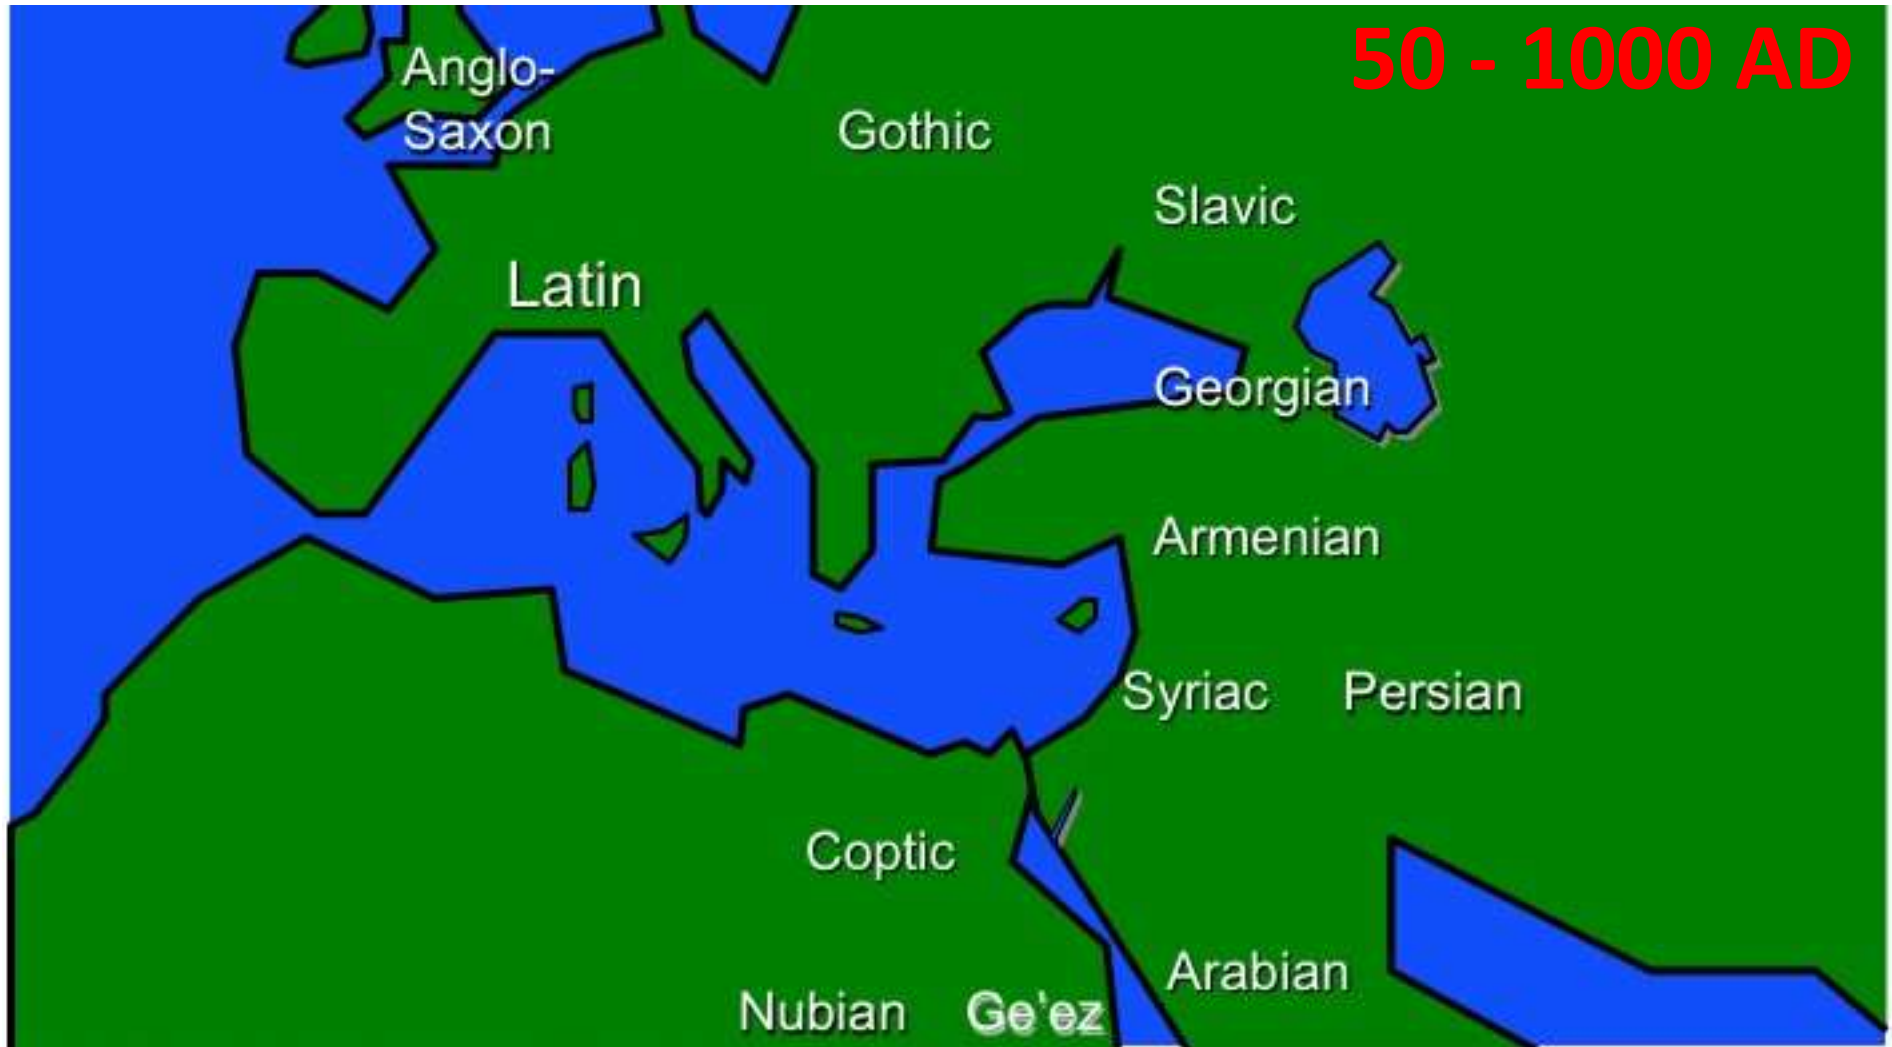 50 - 1000 AD
Anglo-
Saxon
Gothic
Slavic
Latin
Georgian
Armenian
Syriac
Persian
Coptic
Arabian
Nubian
Ge'ez